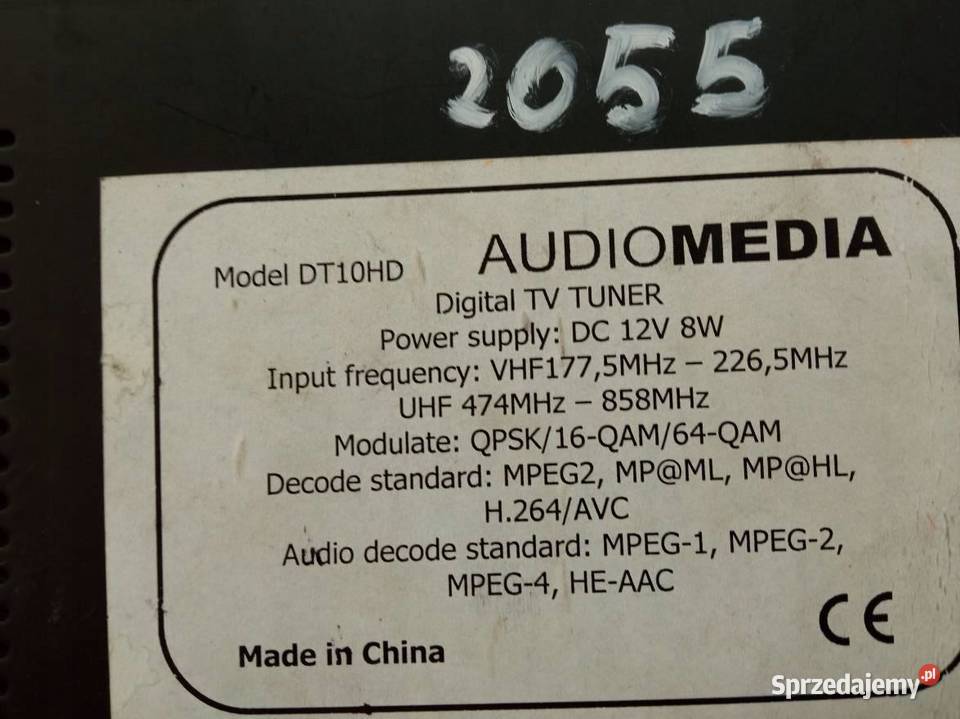 2055
AUDIOMEDIA
Model DT10HD
Digital TV TUNER
Power supply: DC 12V 8W
Input frequency: VHF177,5MHz – 226,5MHz
UHF 474MHz – 858MHz
Modulate: QPSK/16-QAM/64-QAM
Decode standard: MPEG2, MP@ML, MP@HL,
H.264/AVC
Audio decode standard: MPEG-1, MPEG-2,
MPEG-4, HE-AAC
CE
Made in China
Sprzedajemy.pl